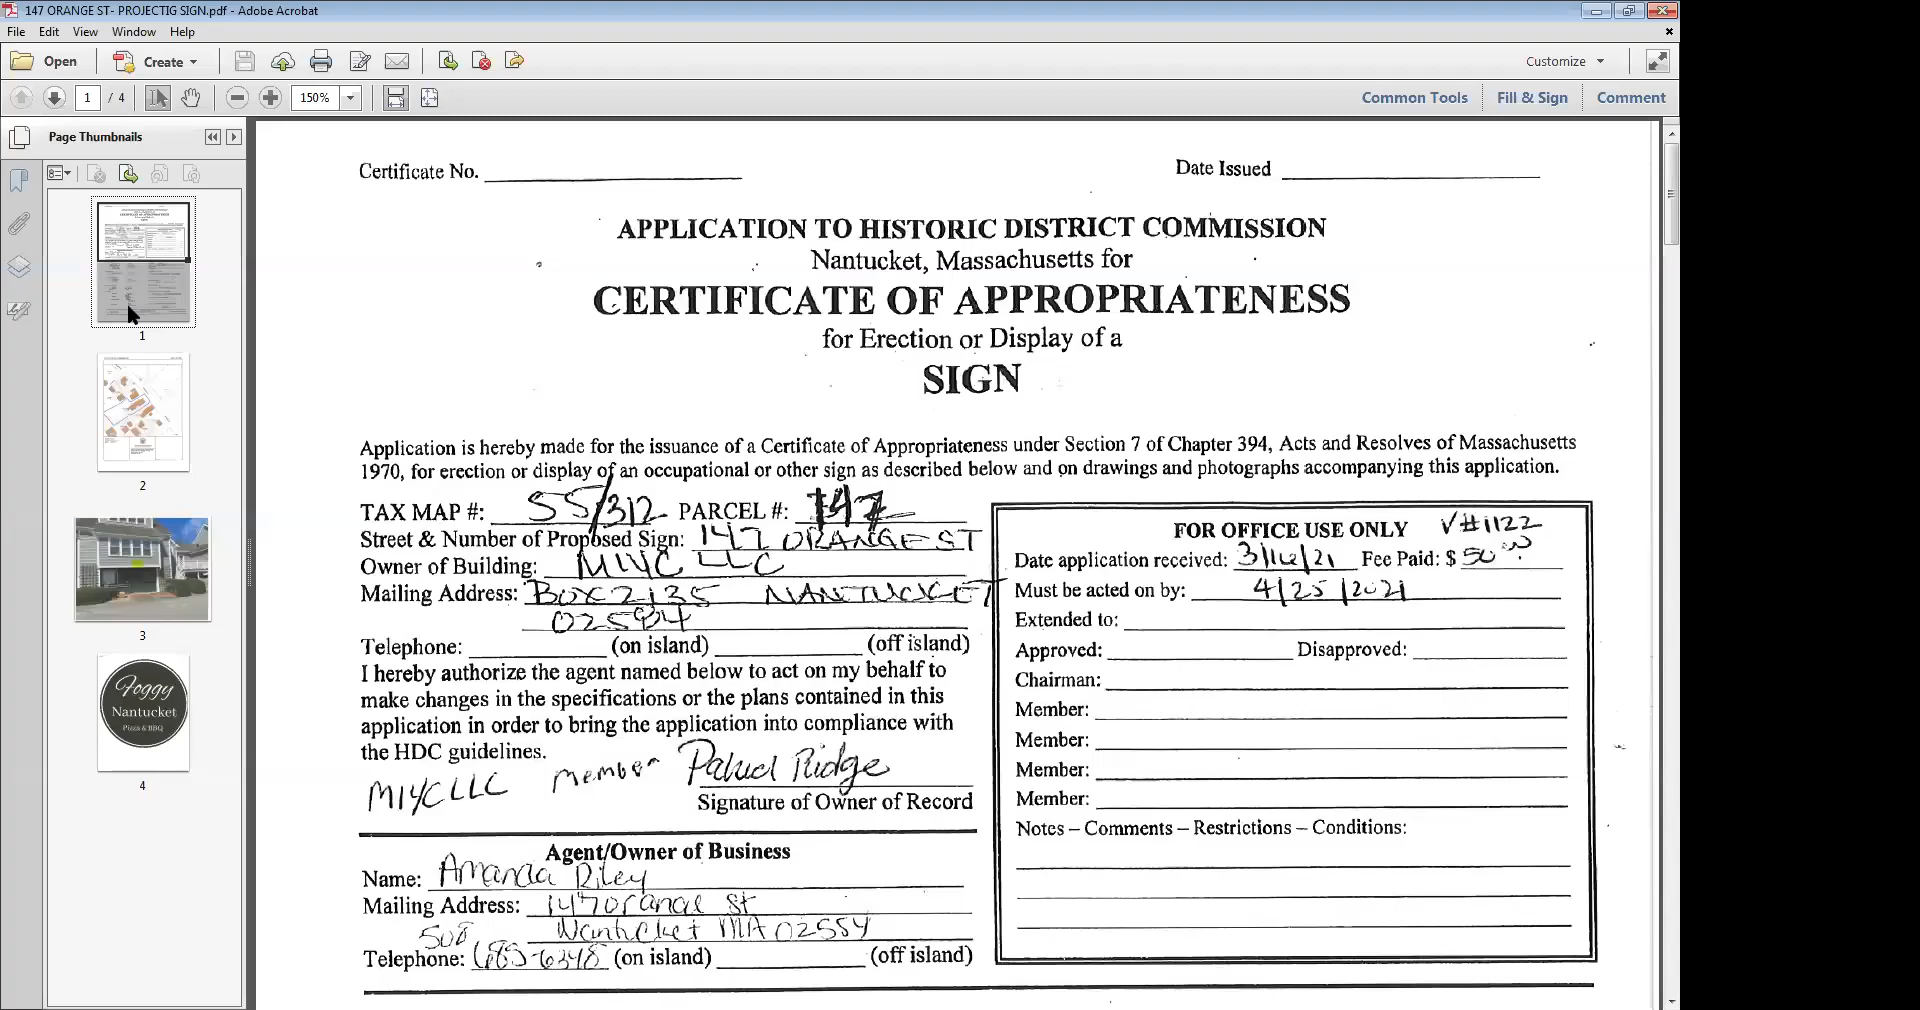 147 ORANGE ST- PROJECTIG SIGN.pdf - Adobe Acrobat
File Edit View Window Help
Open Create Customize
1 / 4 150% Common Tools Fill & Sign Comment
Page Thumbnails
1
2
3
Foggy
Nantucket
Pizza & BBQ
4
Certificate No. Date Issued
APPLICATION TO HISTORIC DISTRICT COMMISSION
Nantucket, Massachusetts for
CERTIFICATE OF APPROPRIATENESS
for Erection or Display of a
SIGN
Application is hereby made for the issuance of a Certificate of Appropriateness under Section 7 of Chapter 394, Acts and Resolves of Massachusetts
1970, for erection or display of an occupational or other sign as described below and on drawings and photographs accompanying this application.
TAX MAP #: 55/312 PARCEL #: 147
Street & Number of Proposed Sign: 147 ORANGE ST
Owner of Building: MIYC LLC
Mailing Address: BOX 2135 NANTUCKET
02584
Telephone: (on island) (off island)
I hereby authorize the agent named below to act on my behalf to
make changes in the specifications or the plans contained in this
application in order to bring the application into compliance with
the HDC guidelines.
MIYC LLC member Ridge
Signature of Owner of Record
Agent/Owner of Business
Name: Amanda Riley
Mailing Address: 147 Orange St
Nantucket MA 02554
508
Telephone: 685-6348 (on island) (off island)
FOR OFFICE USE ONLY V#1122
Date application received: 3/16/21 Fee Paid: $ 50.00
Must be acted on by: 4/25/2021
Extended to:
Approved: Disapproved:
Chairman:
Member:
Member:
Member:
Member:
Notes – Comments – Restrictions – Conditions: